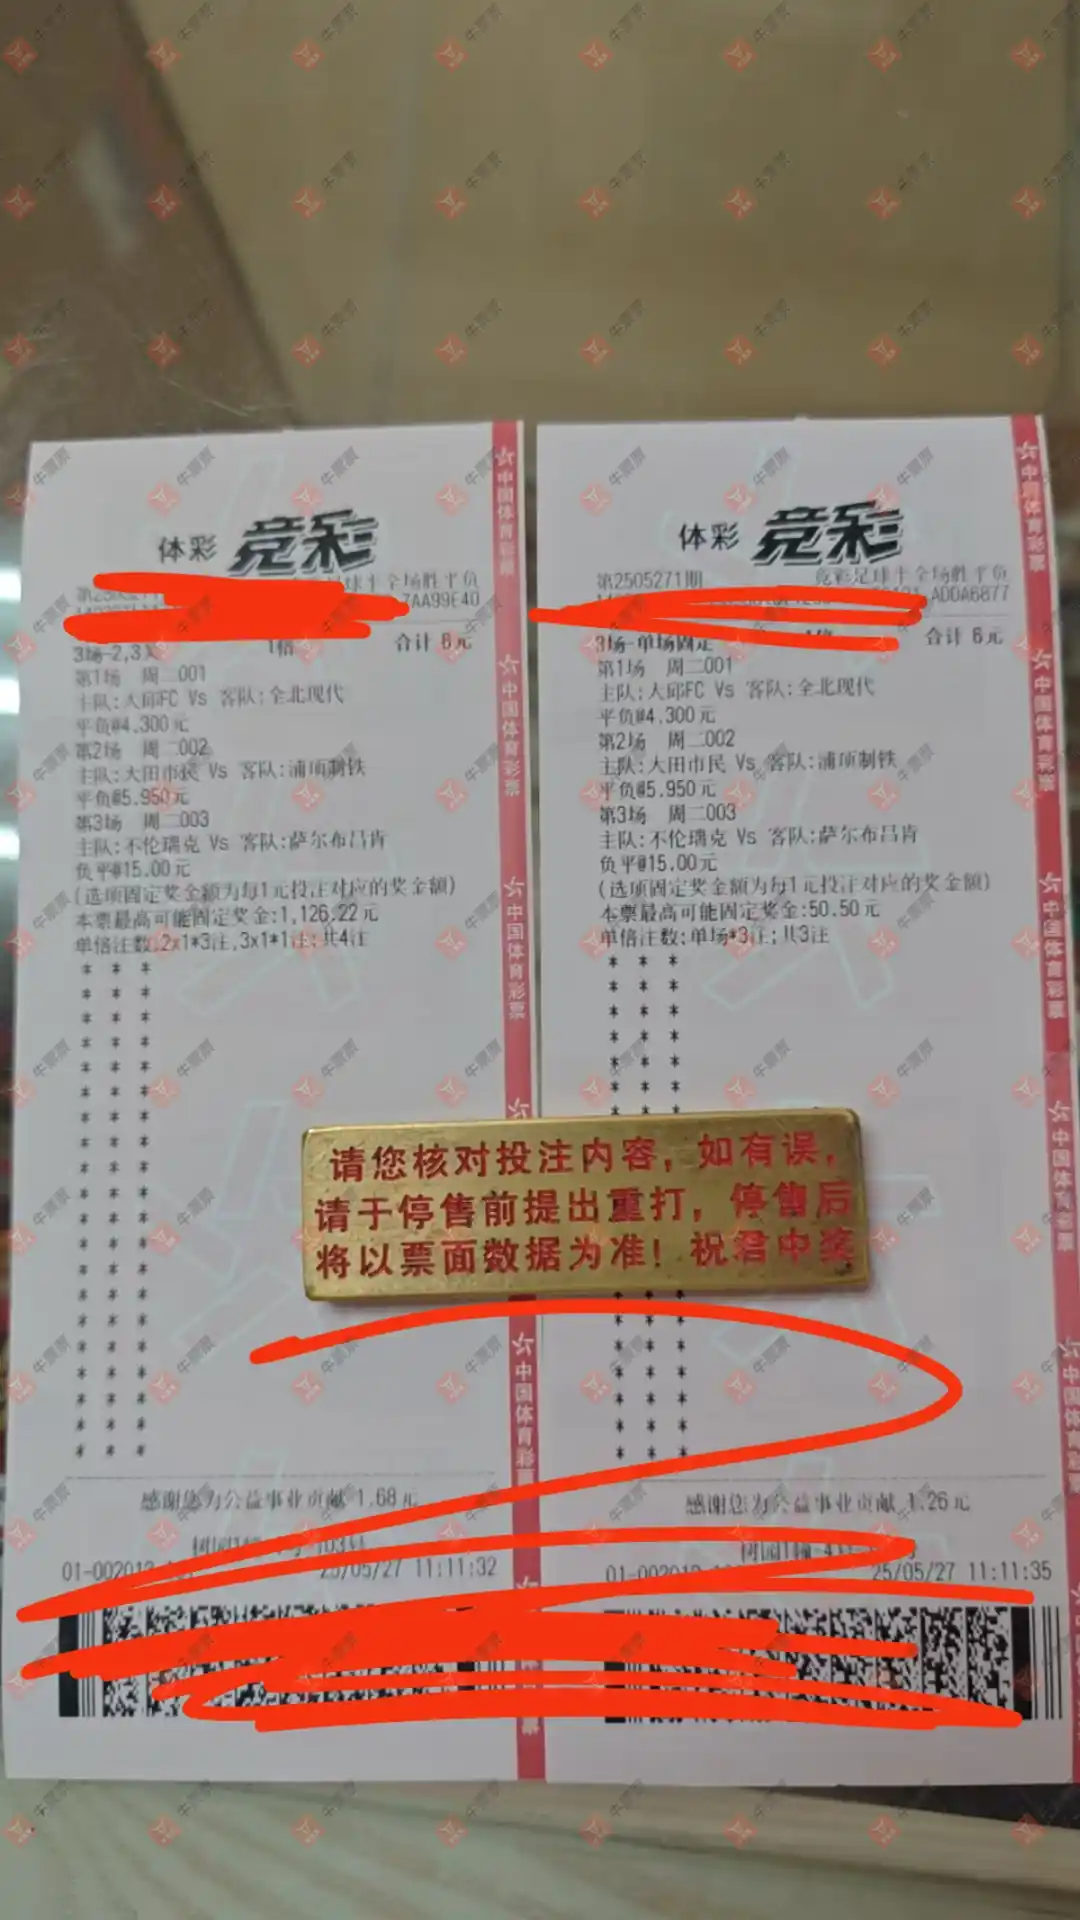 体彩 竞彩
7AA99E40
3场-2,3
1倍 合计 8元
第1场 周二001
主队:大邱FC Vs 客队:全北现代
平负@4.300元
第2场 周二002
主队:大田市民 Vs 客队:浦项制铁
平负@5.950元
第3场 周二003
主队:不伦瑞克 Vs 客队:萨尔布吕肯
负平@15.00元
(选项固定奖金额为每1元投注对应的奖金额)
本票最高可能固定奖金:1,126.22元
单倍注数:2x1*3注,3x1*1注;共4注
感谢您为公益事业贡献 1.68元
25/05/27 11:11:32
中国体育彩票
体彩 竞彩
第2505271期 竞彩足球半全场胜平负
ADDA6877
3场-单场固定 1倍 合计 6元
第1场 周二001
主队:大邱FC Vs 客队:全北现代
平负@4.300元
第2场 周二002
主队:大田市民 Vs 客队:浦项制铁
平负@5.950元
第3场 周二003
主队:不伦瑞克 Vs 客队:萨尔布吕肯
负平@15.00元
(选项固定奖金额为每1元投注对应的奖金额)
本票最高可能固定奖金:50.50元
单倍注数:单场*3注;共3注
感谢您为公益事业贡献 1.26元
25/05/27 11:11:35
中国体育彩票
请您核对投注内容，如有误，
请于停售前提出重打，停售后
将以票面数据为准！祝君中奖
牛票票